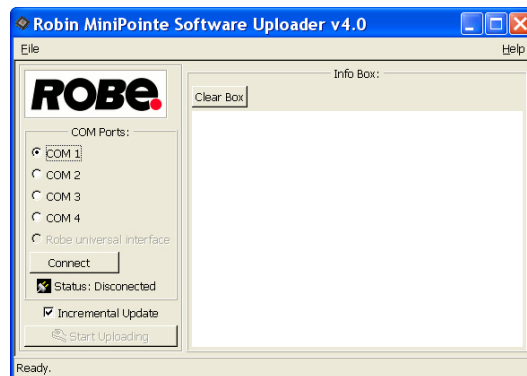 Robin MiniPointe Software Uploader v4.0
File
Help
ROBe
Info Box:
Clear Box
COM Ports:
COM 1
COM 2
COM 3
COM 4
Robe universal interface
Connect
Status: Disconected
Incremental Update
Start Uploading
Ready.